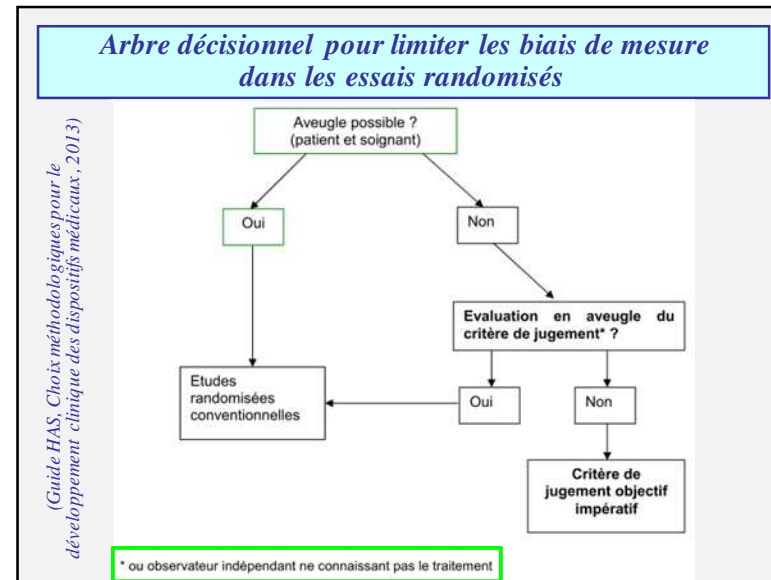 Arbre décisionnel pour limiter les biais de mesure
dans les essais randomisés
(Guide HAS, Choix méthodologiques pour le
développement clinique des dispositifs médicaux, 2013)
Aveugle possible ?
(patient et soignant)
Oui
Non
Evaluation en aveugle du
critère de jugement* ?
Etudes
randomisées
conventionnelles
Oui
Non
Critère de
jugement objectif
impératif
* ou observateur indépendant ne connaissant pas le traitement